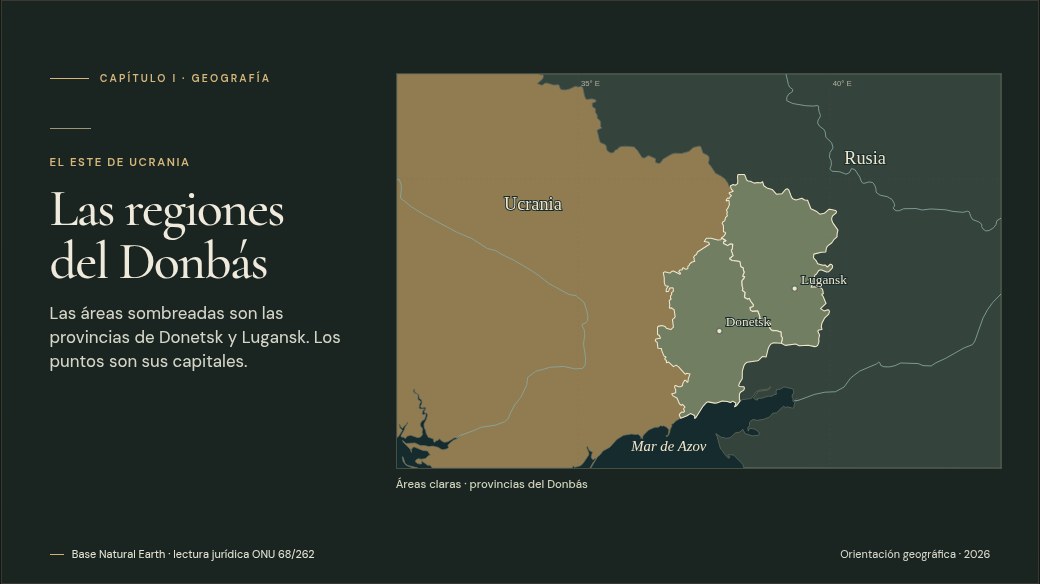 CAPÍTULO I · GEOGRAFÍA
EL ESTE DE UCRANIA
Las regiones
del Donbás
Las áreas sombreadas son las
provincias de Donetsk y Lugansk. Los
puntos son sus capitales.
35° E
40° E
Rusia
Ucrania
Lugansk
Donetsk
Mar de Azov
Áreas claras · provincias del Donbás
Base Natural Earth · lectura jurídica ONU 68/262
Orientación geográfica · 2026